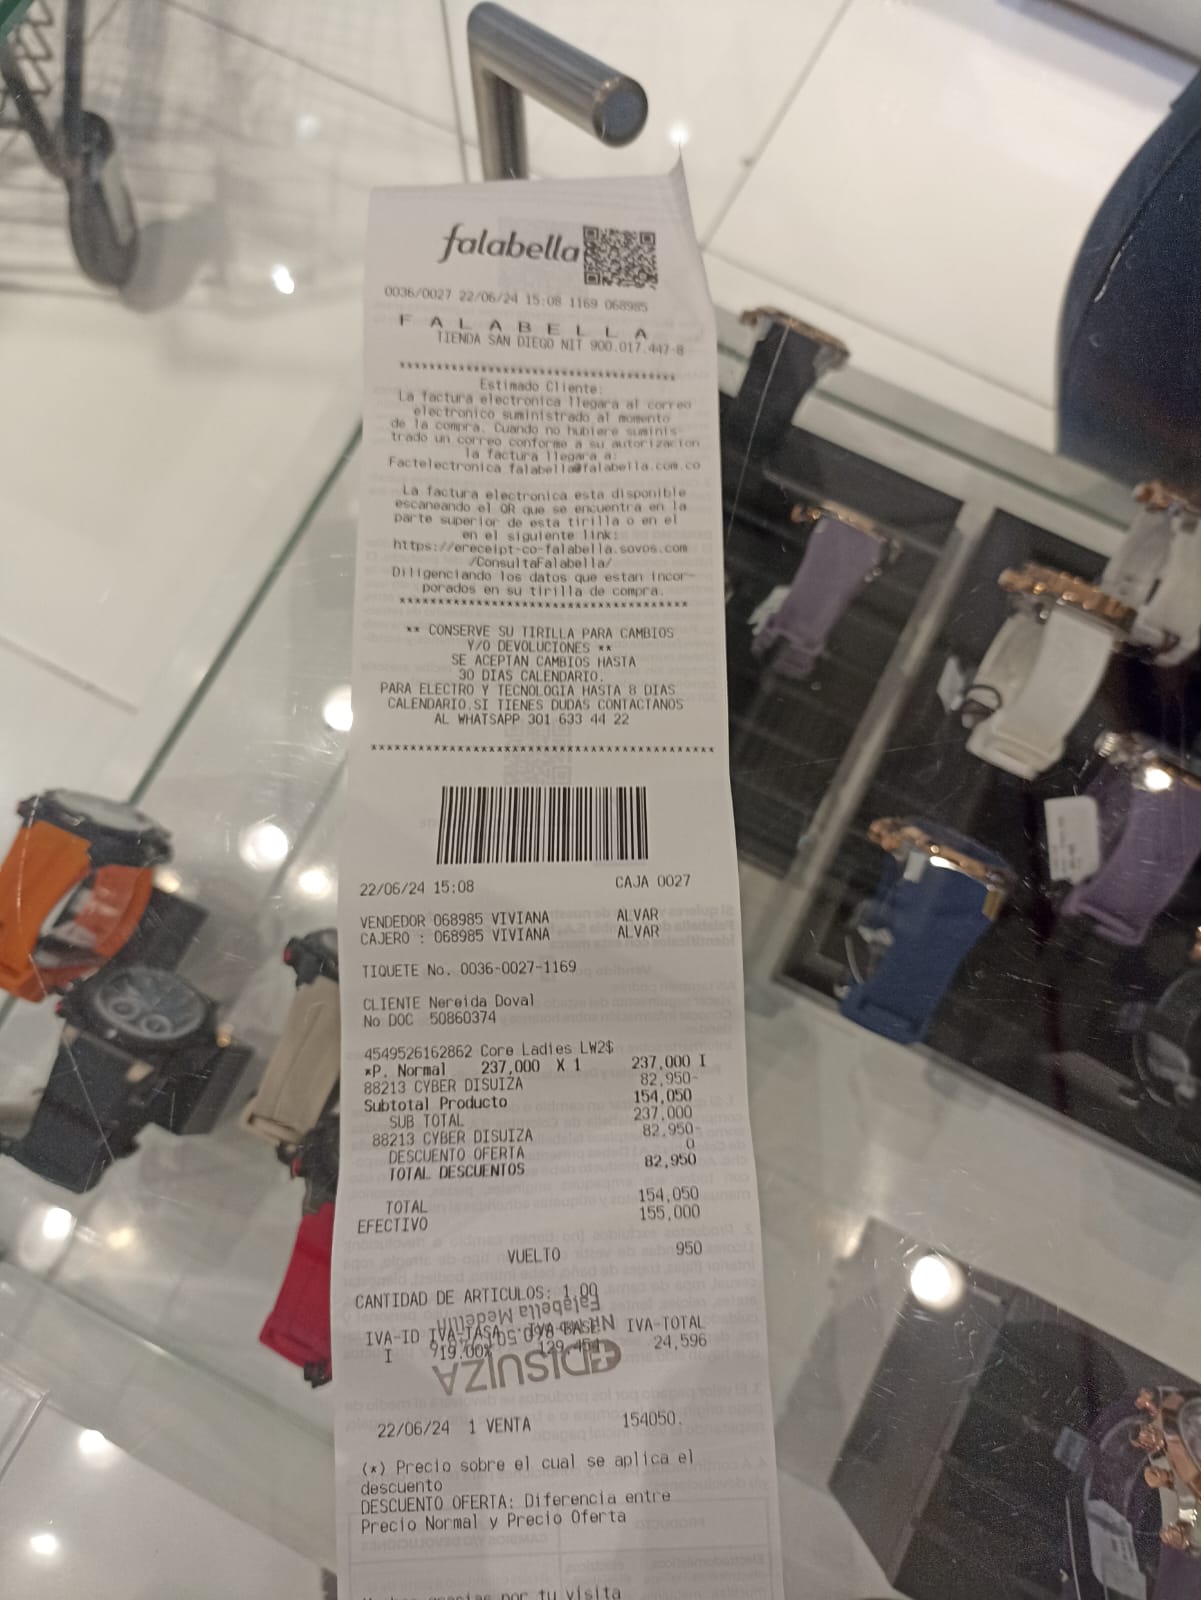 falabella
0036/0027 22/06/24 15:08 1169 068985
F A L A B E L L A
TIENDA SAN DIEGO NIT 900.017.447-8
****************************************
Estimado Cliente:
La factura electronica llegara al correo
electronico suministrado al momento
de la compra. Cuando no hubiere suminis-
trado un correo conforme a su autorizacion
la factura llegara a:
Factelectronica_falabella@falabella.com.co
La factura electronica esta disponible
escaneando el QR que se encuentra en la
parte superior de esta tirilla o en el
en el siguiente link:
https://ereceipt-co-falabella.sovos.com
/ConsultaFalabella/
Diligenciando los datos que estan incor-
porados en su tirilla de compra.
****************************************
** CONSERVE SU TIRILLA PARA CAMBIOS
Y/O DEVOLUCIONES **
SE ACEPTAN CAMBIOS HASTA
30 DIAS CALENDARIO.
PARA ELECTRO Y TECNOLOGIA HASTA 8 DIAS
CALENDARIO.SI TIENES DUDAS CONTACTANOS
AL WHATSAPP 301 633 44 22
****************************************
22/06/24 15:08 CAJA 0027
VENDEDOR 068985 VIVIANA ALVAR
CAJERO : 068985 VIVIANA ALVAR
TIQUETE No. 0036-0027-1169
CLIENTE Nereida Doval
No DOC 50860374
4549526162862 Core Ladies LW2$
*P. Normal 237,000 X 1 237,000 I
88213 CYBER DISUIZA 82,950-
Subtotal Producto 154,050
SUB TOTAL 237,000
88213 CYBER DISUIZA 82,950-
DESCUENTO OFERTA 0
TOTAL DESCUENTOS 82,950
TOTAL 154,050
EFECTIVO 155,000
VUELTO 950
CANTIDAD DE ARTICULOS: 1.00
Falabella Medellín
IVA-ID IVA-TASA IVA-BASE IVA-TOTAL
I 19.00% 129,454 24,596
DISUIZA
22/06/24 1 VENTA 154050.
(*) Precio sobre el cual se aplica el
descuento
DESCUENTO OFERTA: Diferencia entre
Precio Normal y Precio Oferta
por tu visita